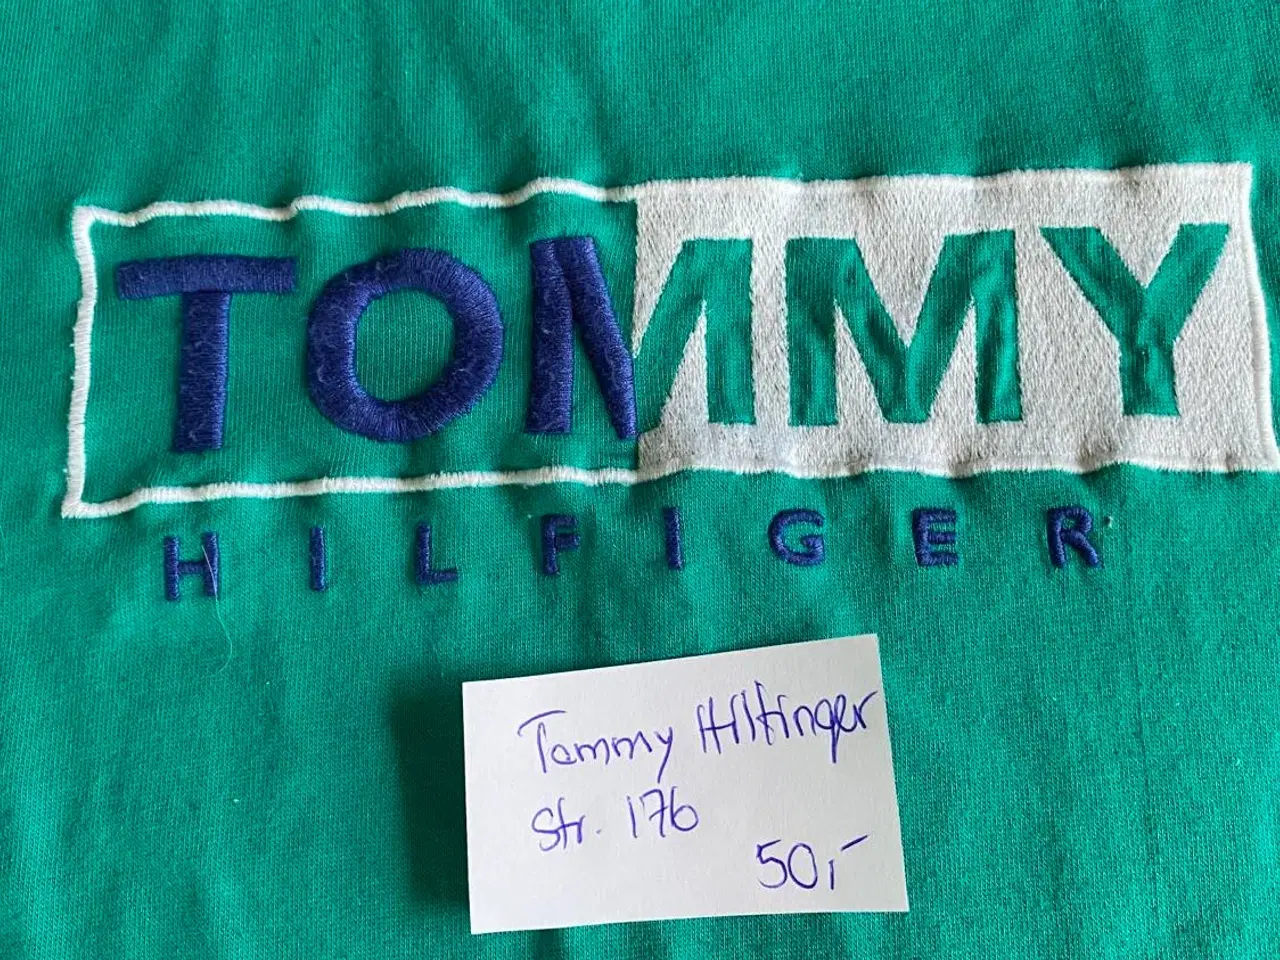 TOMMY
HILFIGER
Tommy Hilfinger
Str. 176
50,-